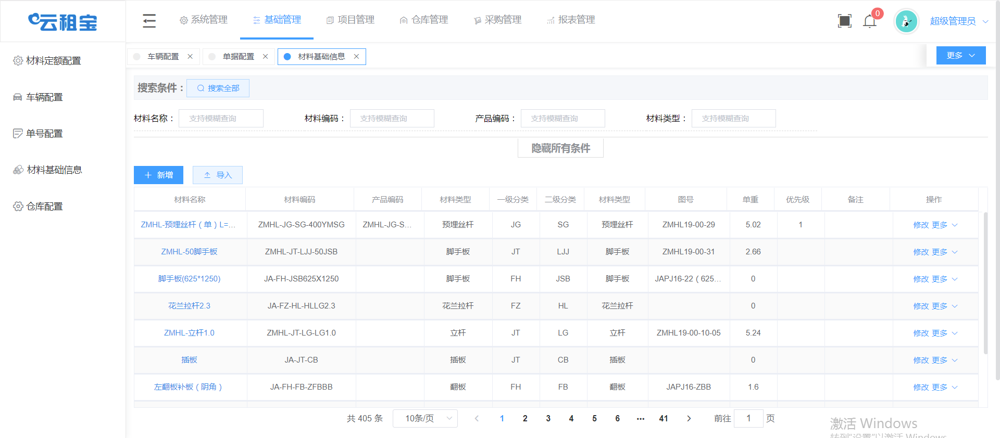 云租宝
系统管理 基础管理 项目管理 仓库管理 采购管理 报表管理 0 超级管理员
车辆配置 单据配置 材料基础信息 更多
材料定额配置
车辆配置
单号配置
材料基础信息
仓库配置
搜索条件： 搜索全部
材料名称： 支持模糊查询 材料编码： 支持模糊查询 产品编码： 支持模糊查询 材料类型： 支持模糊查询
隐藏所有条件
新增 导入
材料名称 材料编码 产品编码 材料类型 一级分类 二级分类 材料类型 图号 单重 优先级 备注 操作
ZMHL-预埋丝杆（单）L=... ZMHL-JG-SG-400YMSG ZMHL-JG-S... 预埋丝杆 JG SG 预埋丝杆 ZMHL19-00-29 5.02 1 修改 更多
ZMHL-50脚手板 ZMHL-JT-LJJ-50JSB 脚手板 JT LJJ 脚手板 ZMHL19-00-31 2.66 修改 更多
脚手板(625*1250) JA-FH-JSB625X1250 脚手板 FH JSB 脚手板 JAPJ16-22（625... 0 修改 更多
花兰拉杆2.3 JA-FZ-HL-HLLG2.3 花兰拉杆 FZ HL 花兰拉杆 0 修改 更多
ZMHL-立杆1.0 ZMHL-JT-LG-LG1.0 立杆 JT LG 立杆 ZMHL19-00-10-05 5.24 修改 更多
插板 JA-JT-CB 插板 JT CB 插板 0 修改 更多
左翻板补板（阴角） JA-FH-FB-ZFBBB 翻板 FH FB 翻板 JAPJ16-ZBB 1.6 修改 更多
共 405 条 10条/页 1 2 3 4 5 6 ••• 41 前往 1 页
激活 Windows
转到"设置"以激活 Windows。